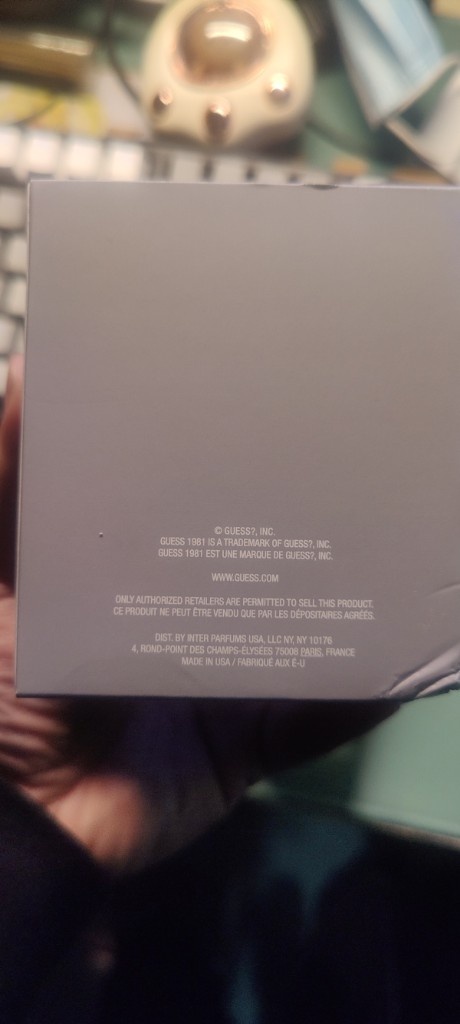 © GUESS?, INC.
GUESS 1981 IS A TRADEMARK OF GUESS?, INC.
GUESS 1981 EST UNE MARQUE DE GUESS?, INC.
WWW.GUESS.COM
ONLY AUTHORIZED RETAILERS ARE PERMITTED TO SELL THIS PRODUCT.
CE PRODUIT NE PEUT ÊTRE VENDU QUE PAR LES DÉPOSITAIRES AGRÉÉS.
DIST. BY INTER PARFUMS USA, LLC NY, NY 10176
4, ROND-POINT DES CHAMPS-ÉLYSÉES 75008 PARIS, FRANCE
MADE IN USA / FABRIQUÉ AUX É-U